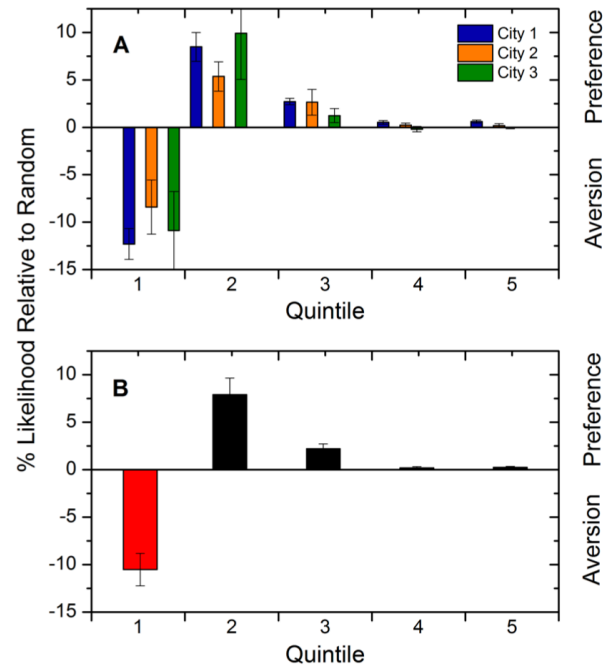 A
City 1
City 2
City 3
10
5
0
-5
-10
-15
1 2 3 4 5
Quintile
Preference
Aversion
% Likelihood Relative to Random
B
10
5
0
-5
-10
-15
1 2 3 4 5
Quintile
Preference
Aversion